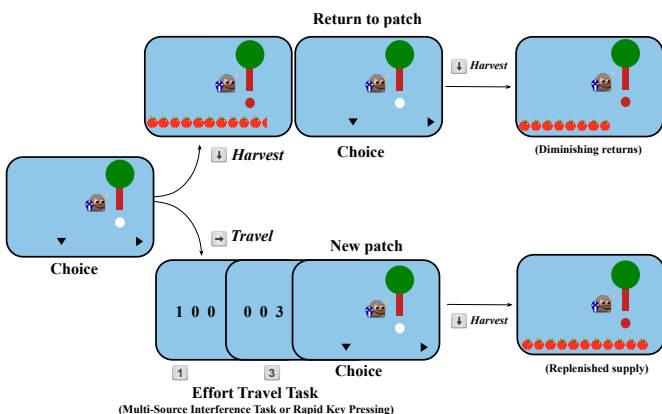 Return to patch
Harvest
Choice
(Diminishing returns)
Harvest
Choice
Travel
New patch
1 0 0
0 0 3
Harvest
1
3
Choice
(Replenished supply)
Effort Travel Task
(Multi-Source Interference Task or Rapid Key Pressing)